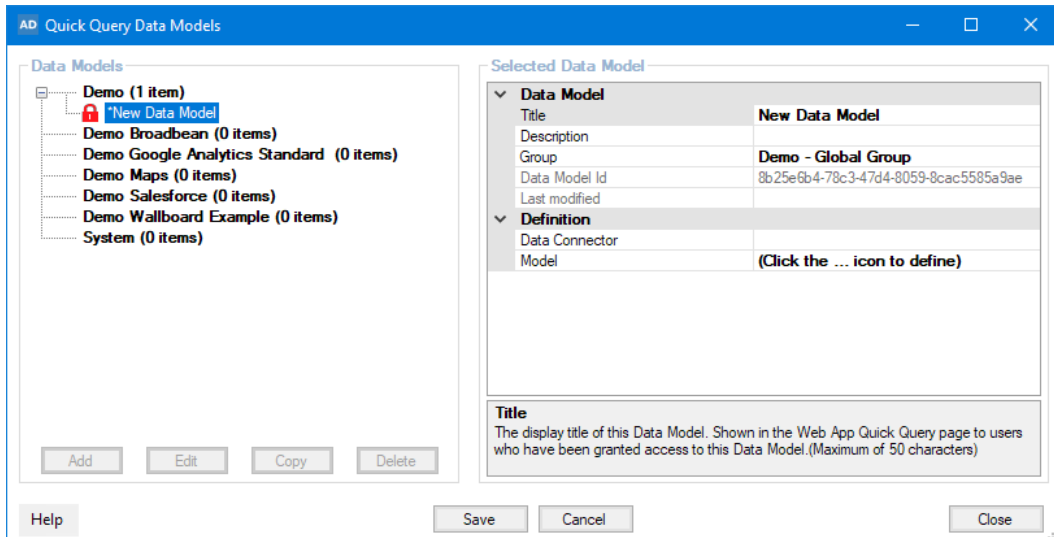 AD Quick Query Data Models
Data Models
Demo (1 item)
*New Data Model
Demo Broadbean (0 items)
Demo Google Analytics Standard (0 items)
Demo Maps (0 items)
Demo Salesforce (0 items)
Demo Wallboard Example (0 items)
System (0 items)
Add Edit Copy Delete
Selected Data Model
Data Model
Title New Data Model
Description
Group Demo - Global Group
Data Model Id 8b25e6b4-78c3-47d4-8059-8cac5585a9ae
Last modified
Definition
Data Connector
Model (Click the ... icon to define)
Title
The display title of this Data Model. Shown in the Web App Quick Query page to users
who have been granted access to this Data Model.(Maximum of 50 characters)
Help Save Cancel Close